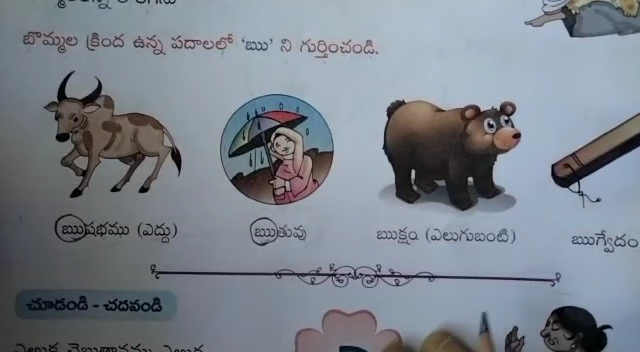 బొమ్మల క్రింద ఉన్న పదాలలో 'ఋ' ని గుర్తించండి.
ఋషభము (ఎద్దు) ఋతువు ఋక్షం (ఎలుగుబంటి) ఋగ్వేదం
చూడండి - చదవండి